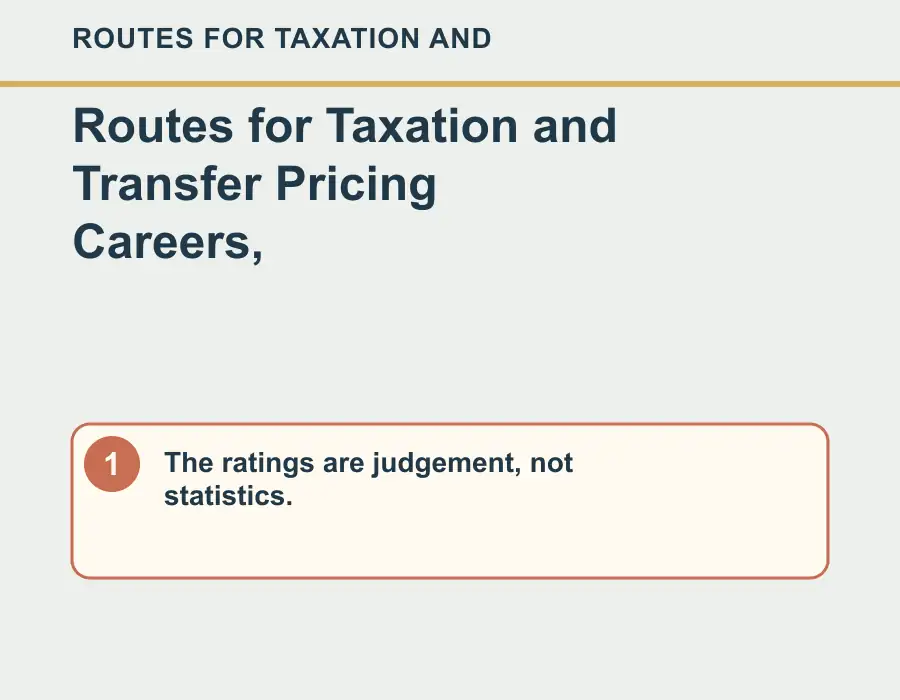 ROUTES FOR TAXATION AND
Routes for Taxation and
Transfer Pricing
Careers,
1
The ratings are judgement, not
statistics.